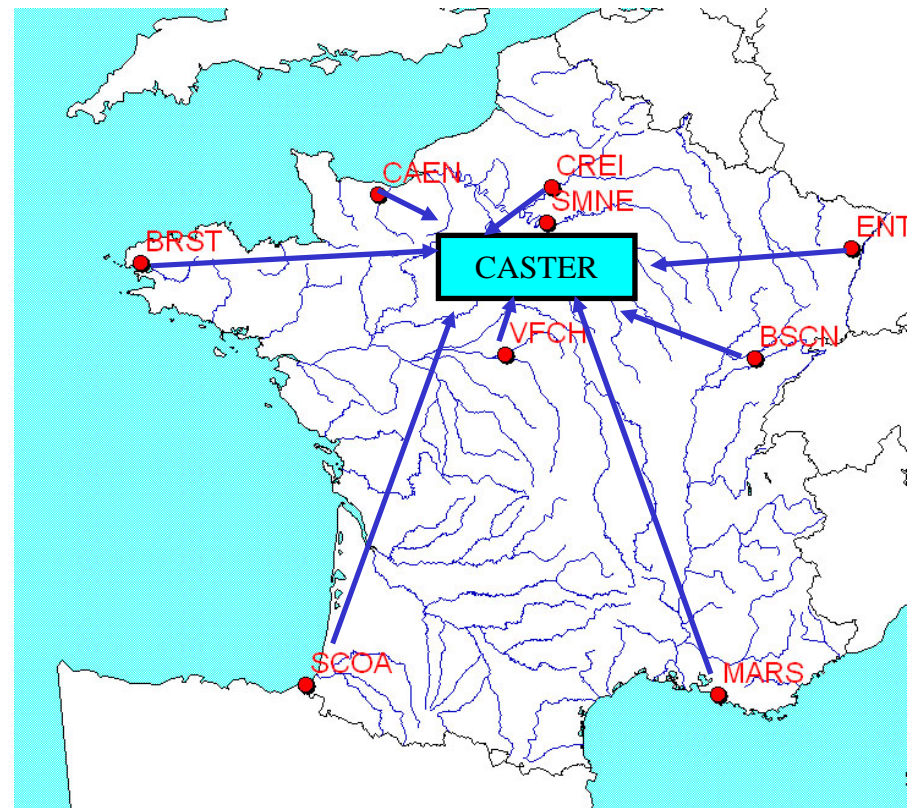 CAEN
CREI
SMNE
BRST
ENT
CASTER
VFCH
BSCN
SCOA
MARS